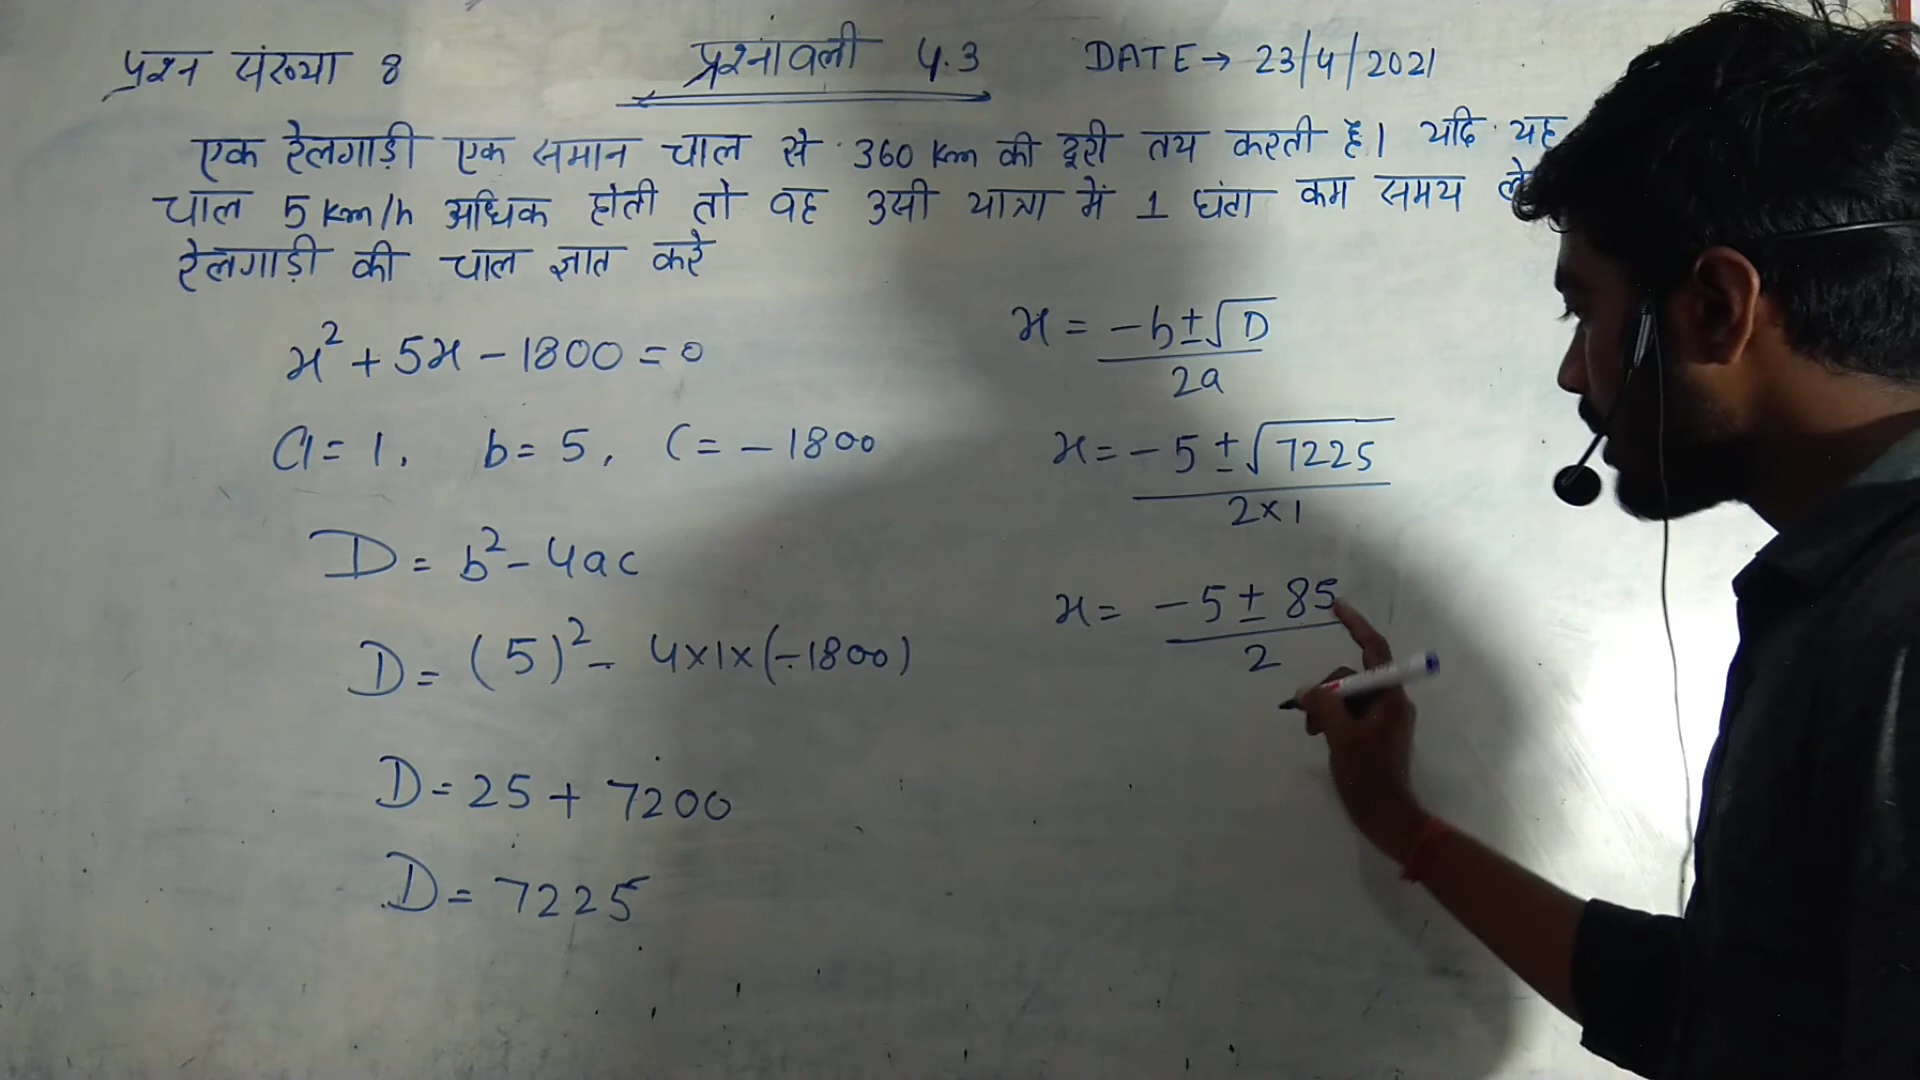 प्रश्न संख्या 8
प्रश्नावली 4.3
DATE → 23/4/2021
एक रेलगाड़ी एक समान चाल से 360 Km की दूरी तय करती है। यदि यह
चाल 5 Km/h अधिक होती तो वह उसी यात्रा में 1 घंटा कम समय
रेलगाड़ी की चाल ज्ञात करे
x² + 5x - 1800 = 0
a = 1, b = 5, c = - 1800
D = b² - 4ac
D = (5)² - 4×1×(-1800)
D = 25 + 7200
D = 7225
x = (-b ± √D) / 2a
x = (-5 ± √7225) / 2×1
x = (-5 ± 85) / 2